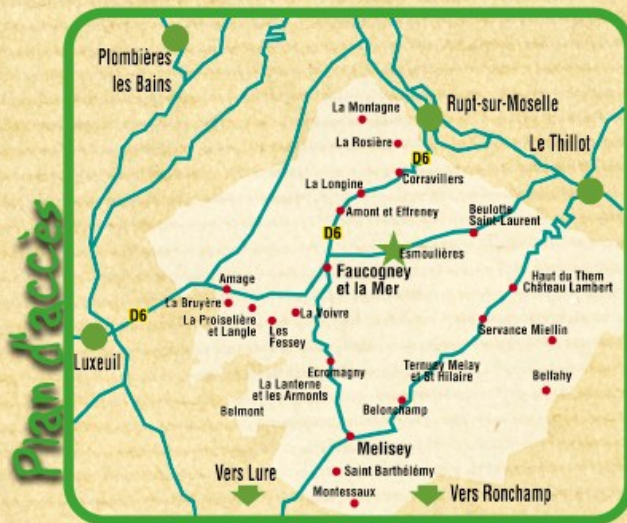 Plan d'accès
Plombières
les Bains
Rupt-sur-Moselle
La Montagne
Le Thillot
La Rosière
D6
Corravillers
La Longine
Amont et Effreney
Beulotte
Saint-Laurent
D6
Esmoulières
Faucogney
et la Mer
Amage
Haut du Them
Château Lambert
La Bruyère
D6
La Proiselière
et Langle
La Voivre
Les
Fessey
Servance Miellin
Luxeuil
Ecromagny
Ternuay Melay
et St Hilaire
Belfahy
La Lanterne
et les Armonts
Belmont
Belonchamp
Melisey
Vers Lure
Saint Barthélémy
Montessaux
Vers Ronchamp